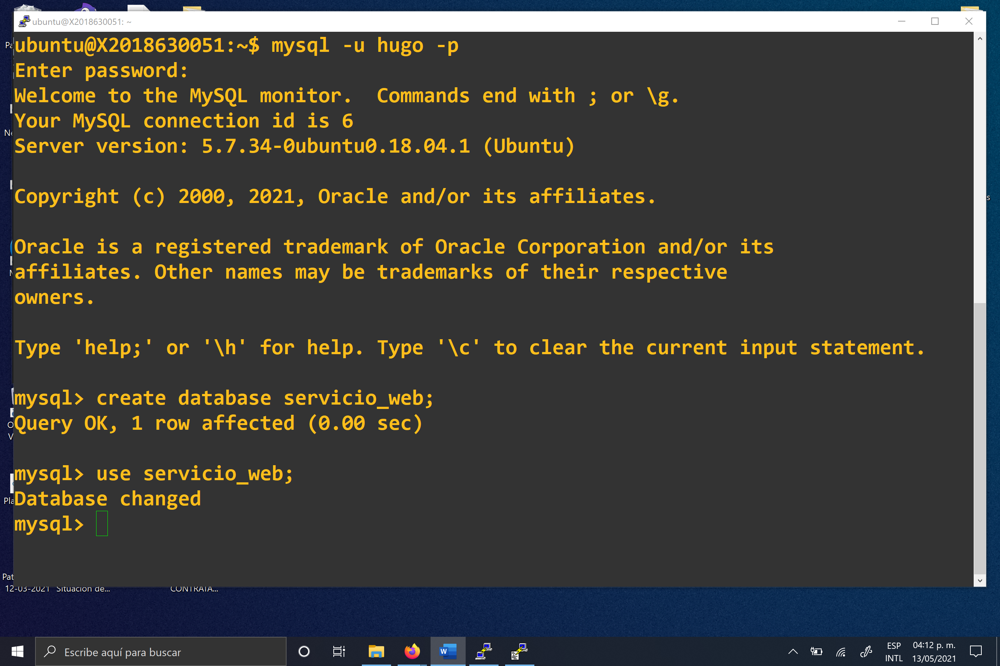 ubuntu@X2018630051: ~
ubuntu@X2018630051:~$ mysql -u hugo -p
Enter password:
Welcome to the MySQL monitor.  Commands end with ; or \g.
Your MySQL connection id is 6
Server version: 5.7.34-0ubuntu0.18.04.1 (Ubuntu)
Copyright (c) 2000, 2021, Oracle and/or its affiliates.
Oracle is a registered trademark of Oracle Corporation and/or its
affiliates. Other names may be trademarks of their respective
owners.
Type 'help;' or '\h' for help. Type '\c' to clear the current input statement.
mysql> create database servicio_web;
Query OK, 1 row affected (0.00 sec)
mysql> use servicio_web;
Database changed
mysql>
12-03-2021 Situación de... CONTRATA...
Escribe aquí para buscar
ESP
INTL
04:12 p. m.
13/05/2021